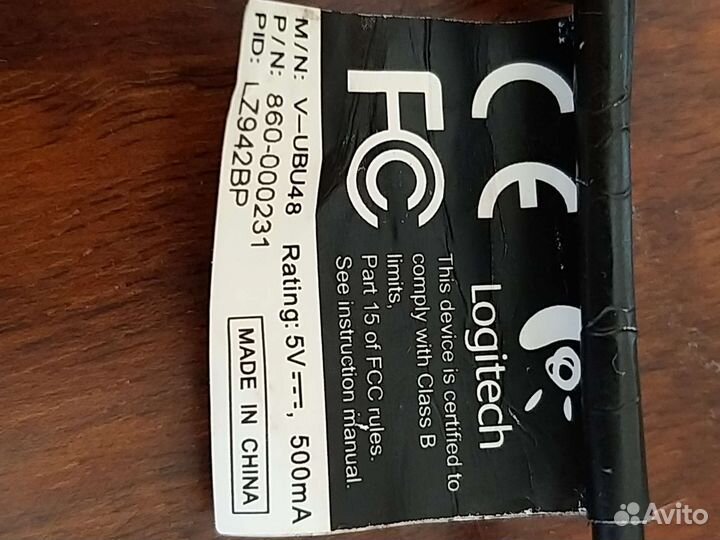 CE
Logitech
FC
This device is certified to
comply with Class B
limits,
Part 15 of FCC rules.
See instruction manual.
M/N: V-UBU48 Rating: 5V⎓, 500mA
P/N: 860-000231
PID: LZ942BP MADE IN CHINA
Avito